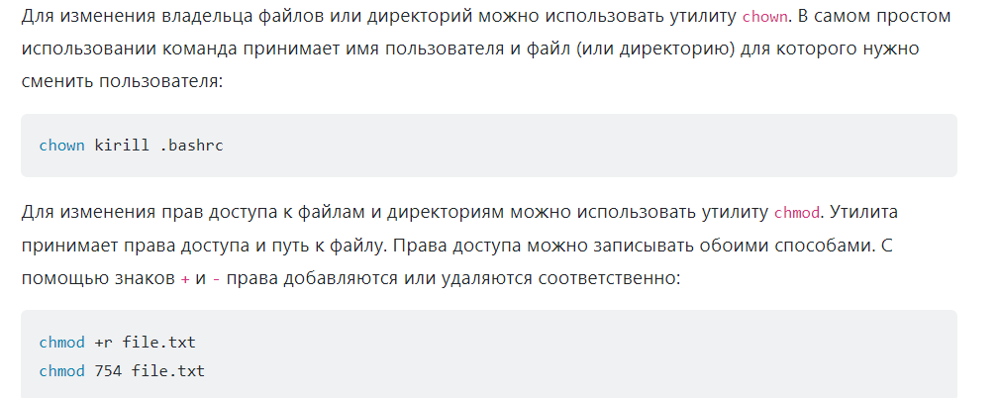 Для изменения владельца файлов или директорий можно использовать утилиту chown. В самом простом
использовании команда принимает имя пользователя и файл (или директорию) для которого нужно
сменить пользователя:
chown kirill .bashrc
Для изменения прав доступа к файлам и директориям можно использовать утилиту chmod. Утилита
принимает права доступа и путь к файлу. Права доступа можно записывать обоими способами. С
помощью знаков + и - права добавляются или удаляются соответственно:
chmod +r file.txt
chmod 754 file.txt